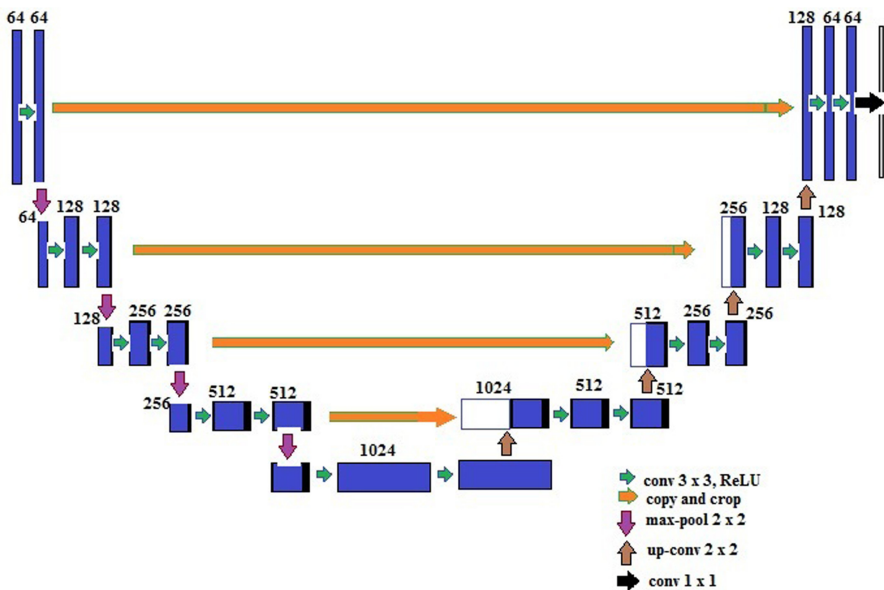 64 64
128 64 64
64
128 128
256 128 128
128
256 256
512 256 256
256
512 512
1024 512 512
1024
conv 3 x 3, ReLU
copy and crop
max-pool 2 x 2
up-conv 2 x 2
conv 1 x 1